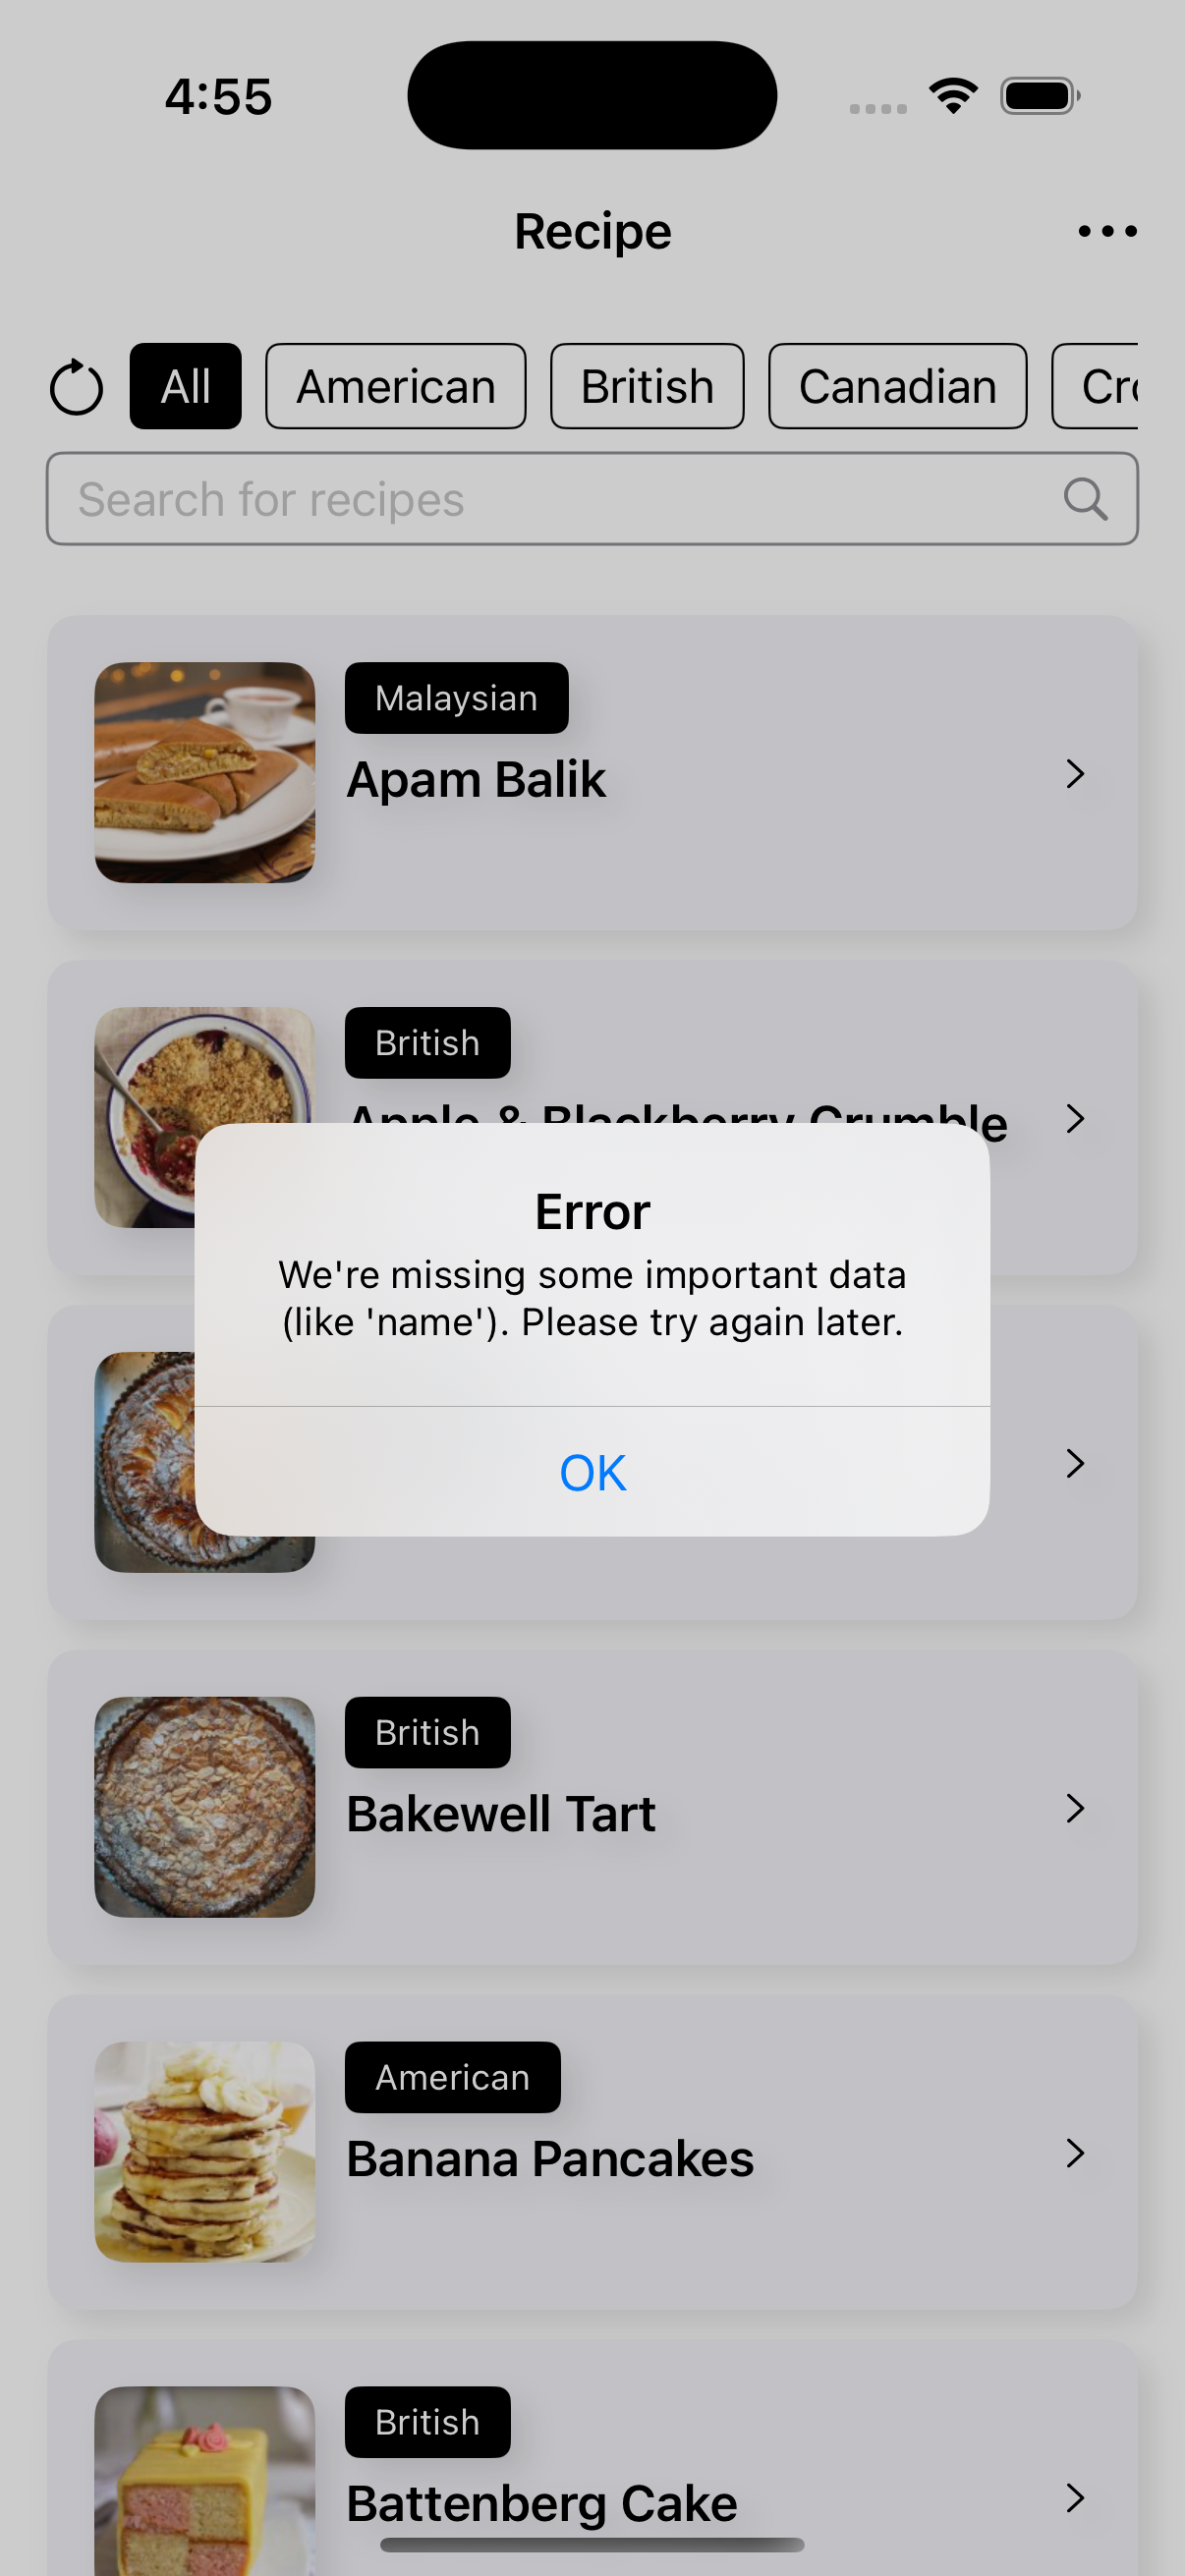 4:55
Recipe
All
American
British
Canadian
Cro
Search for recipes
Malaysian
Apam Balik
British
Apple & Blackberry Crumble
Error
We're missing some important data
(like 'name'). Please try again later.
OK
British
Bakewell Tart
American
Banana Pancakes
British
Battenberg Cake